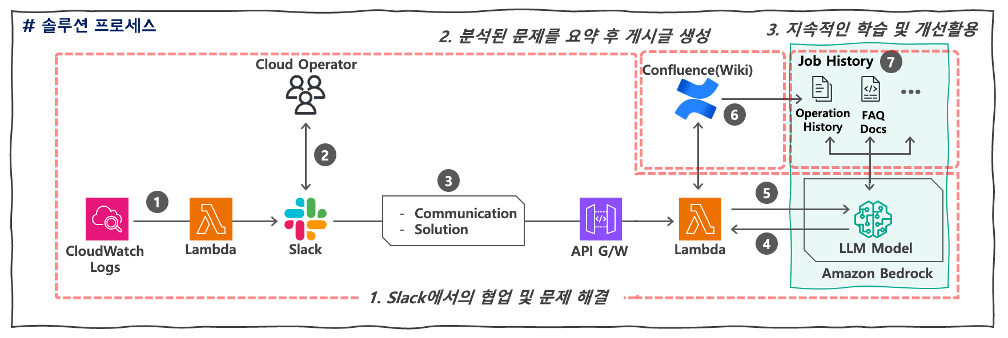 # 솔루션 프로세스
2. 분석된 문제를 요약 후 게시글 생성
3. 지속적인 학습 및 개선활용
Cloud Operator
Confluence(Wiki)
Job History 7
6
Operation
History
FAQ
Docs
...
2
1
3
- Communication
- Solution
5
4
CloudWatch
Logs
Lambda
Slack
API G/W
Lambda
LLM Model
Amazon Bedrock
1. Slack에서의 협업 및 문제 해결